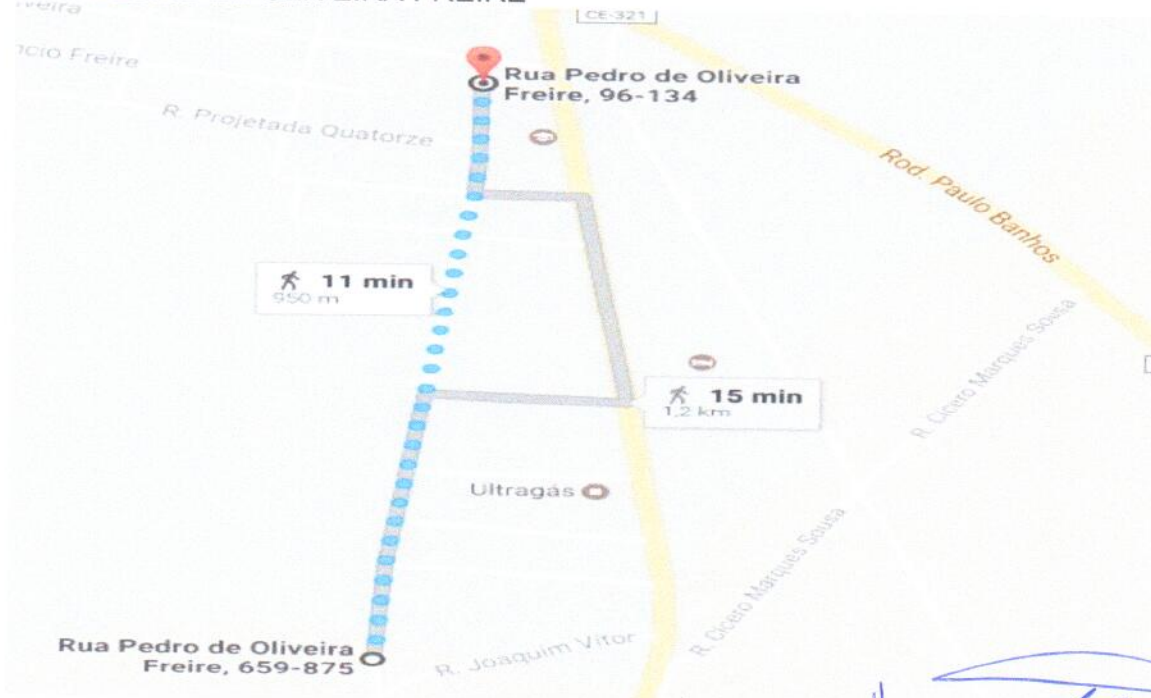 CE-321
Freire
Rua Pedro de Oliveira
Freire, 96-134
R. Projetada Quatorze
Rod. Paulo Banhos
11 min
950 m
15 min
1,2 km
R. Cicero Marques Sousa
Ultragás
R. Cicero Marques Sousa
Rua Pedro de Oliveira
Freire, 659-875
R. Joaquim Vitor